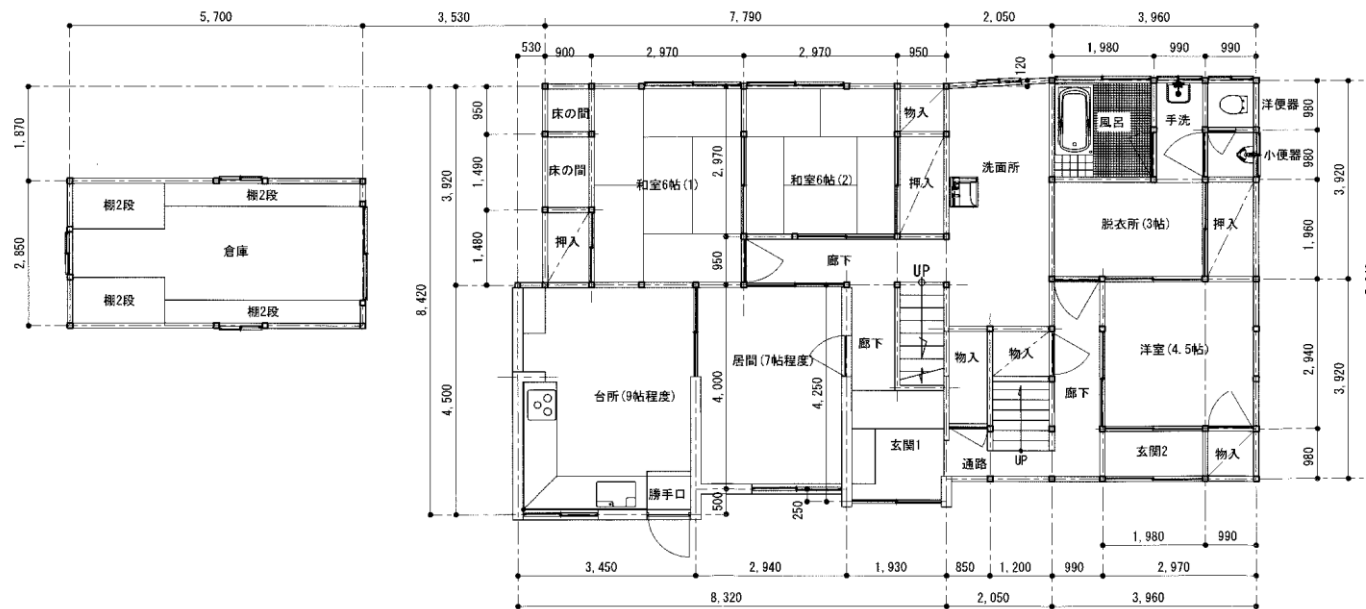 5,700
3,530
7,790
2,050
3,960
530
900
2,970
2,970
950
120
1,980
990
990
1,870
2,850
3,920
8,420
4,500
950
1,490
1,480
床の間
床の間
押入
和室6帖(1)
2,970
和室6帖(2)
物入
押入
洗面所
風呂
手洗
洋便器
小便器
980
980
1,960
2,940
980
3,920
3,920
脱衣所(3帖)
押入
棚2段
棚2段
倉庫
棚2段
棚2段
950
廊下
UP
台所(9帖程度)
居間(7帖程度)
4,000
4,250
廊下
物入
物入
廊下
洋室(4.5帖)
玄関1
通路
UP
玄関2
物入
勝手口
500
250
1,980
990
3,450
2,940
1,930
850
1,200
990
2,970
8,320
2,050
3,960